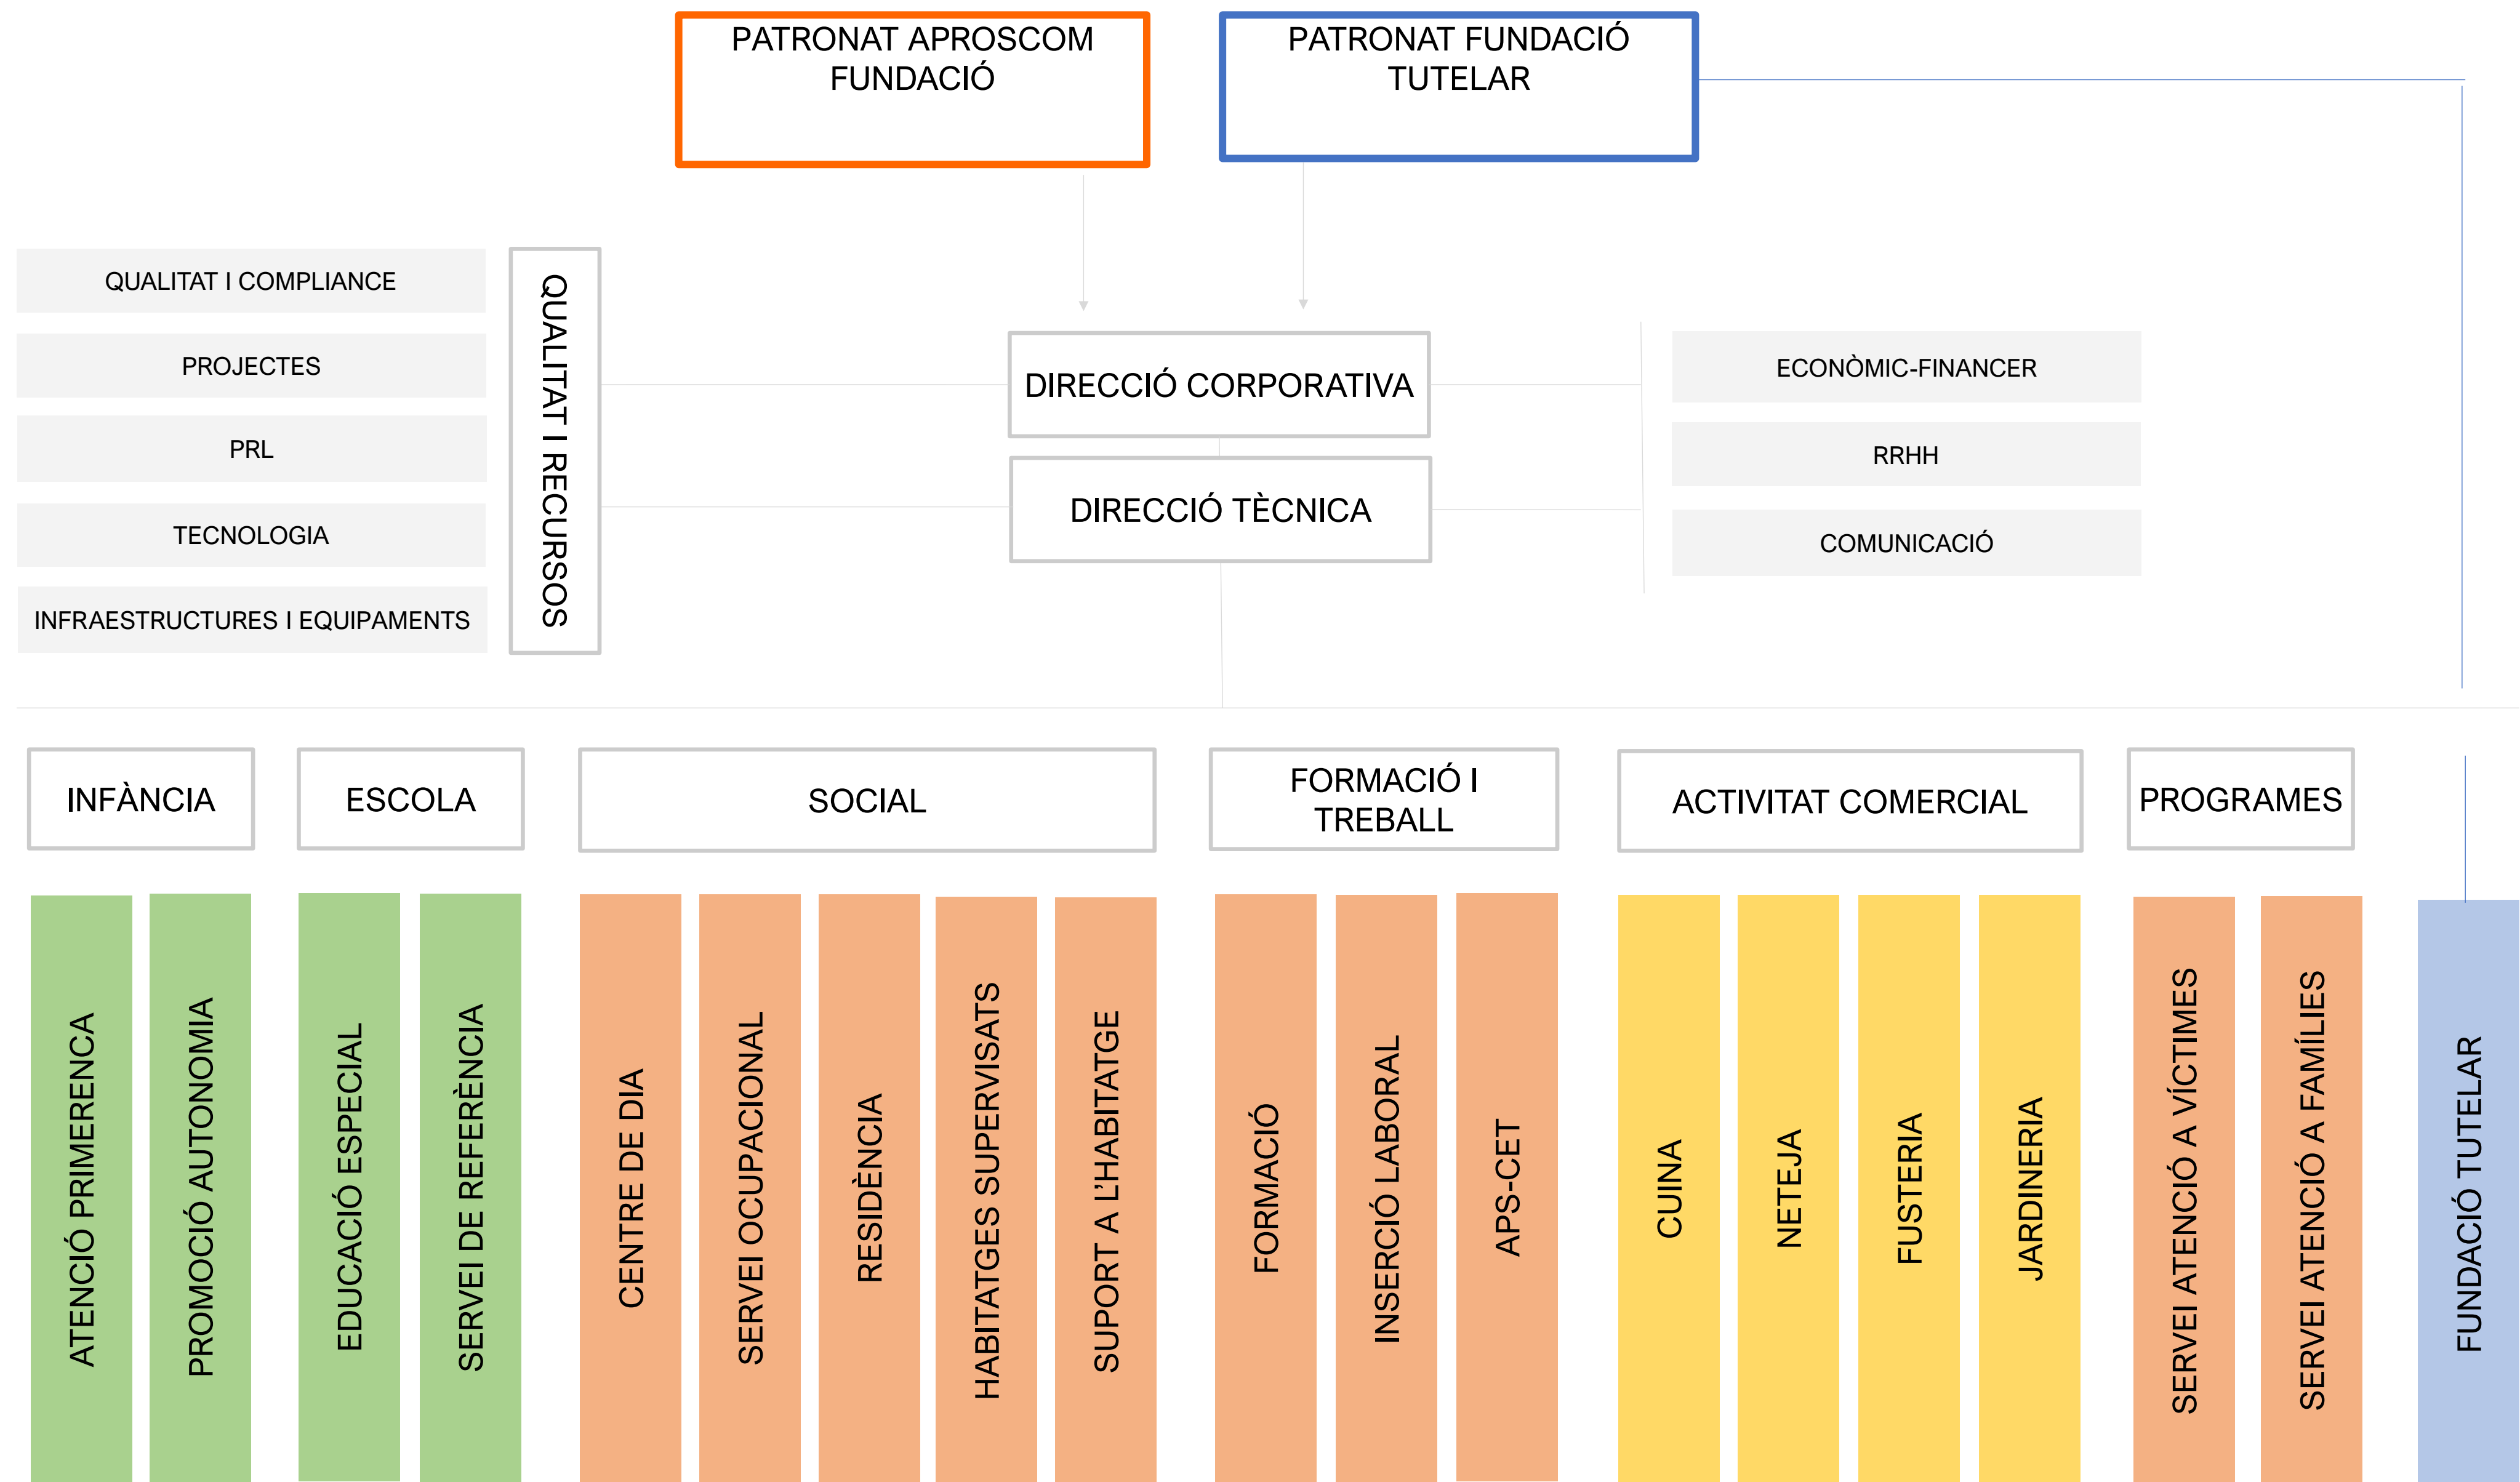 PATRONAT APROSCOM
FUNDACIÓ
PATRONAT FUNDACIÓ
TUTELAR
QUALITAT I COMPLIANCE
PROJECTES
PRL
TECNOLOGIA
INFRAESTRUCTURES I EQUIPAMENTS
QUALITAT I RECURSOS
DIRECCIÓ CORPORATIVA
DIRECCIÓ TÈCNICA
ECONÒMIC-FINANCER
RRHH
COMUNICACIÓ
INFÀNCIA
ESCOLA
SOCIAL
FORMACIÓ I
TREBALL
ACTIVITAT COMERCIAL
PROGRAMES
ATENCIÓ PRIMERENCA
PROMOCIÓ AUTONOMIA
EDUCACIÓ ESPECIAL
SERVEI DE REFERÈNCIA
CENTRE DE DIA
SERVEI OCUPACIONAL
RESIDÈNCIA
HABITATGES SUPERVISATS
SUPORT A L’HABITATGE
FORMACIÓ
INSERCIÓ LABORAL
APS-CET
CUINA
NETEJA
FUSTERIA
JARDINERIA
SERVEI ATENCIÓ A VÍCTIMES
SERVEI ATENCIÓ A FAMÍLIES
FUNDACIÓ TUTELAR